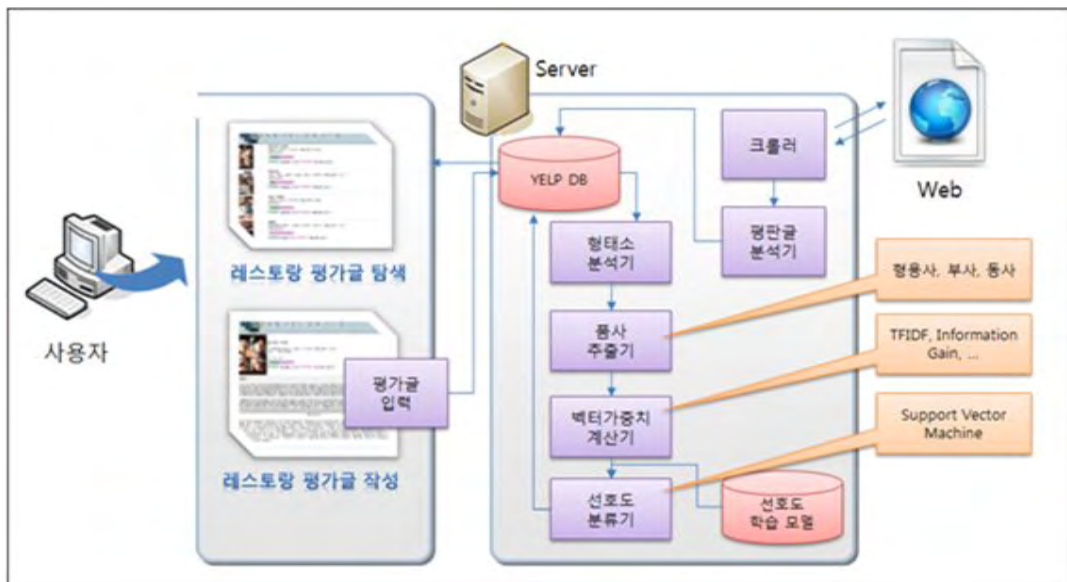 Server
Web
크롤러
YELP DB
평판글
분석기
형태소
분석기
형용사, 부사, 동사
레스토랑 평가글 탐색
품사
추출기
TFIDF, Information
Gain, ...
사용자
평가글
입력
벡터가중치
계산기
Support Vector
Machine
레스토랑 평가글 작성
선호도
분류기
선호도
학습 모델